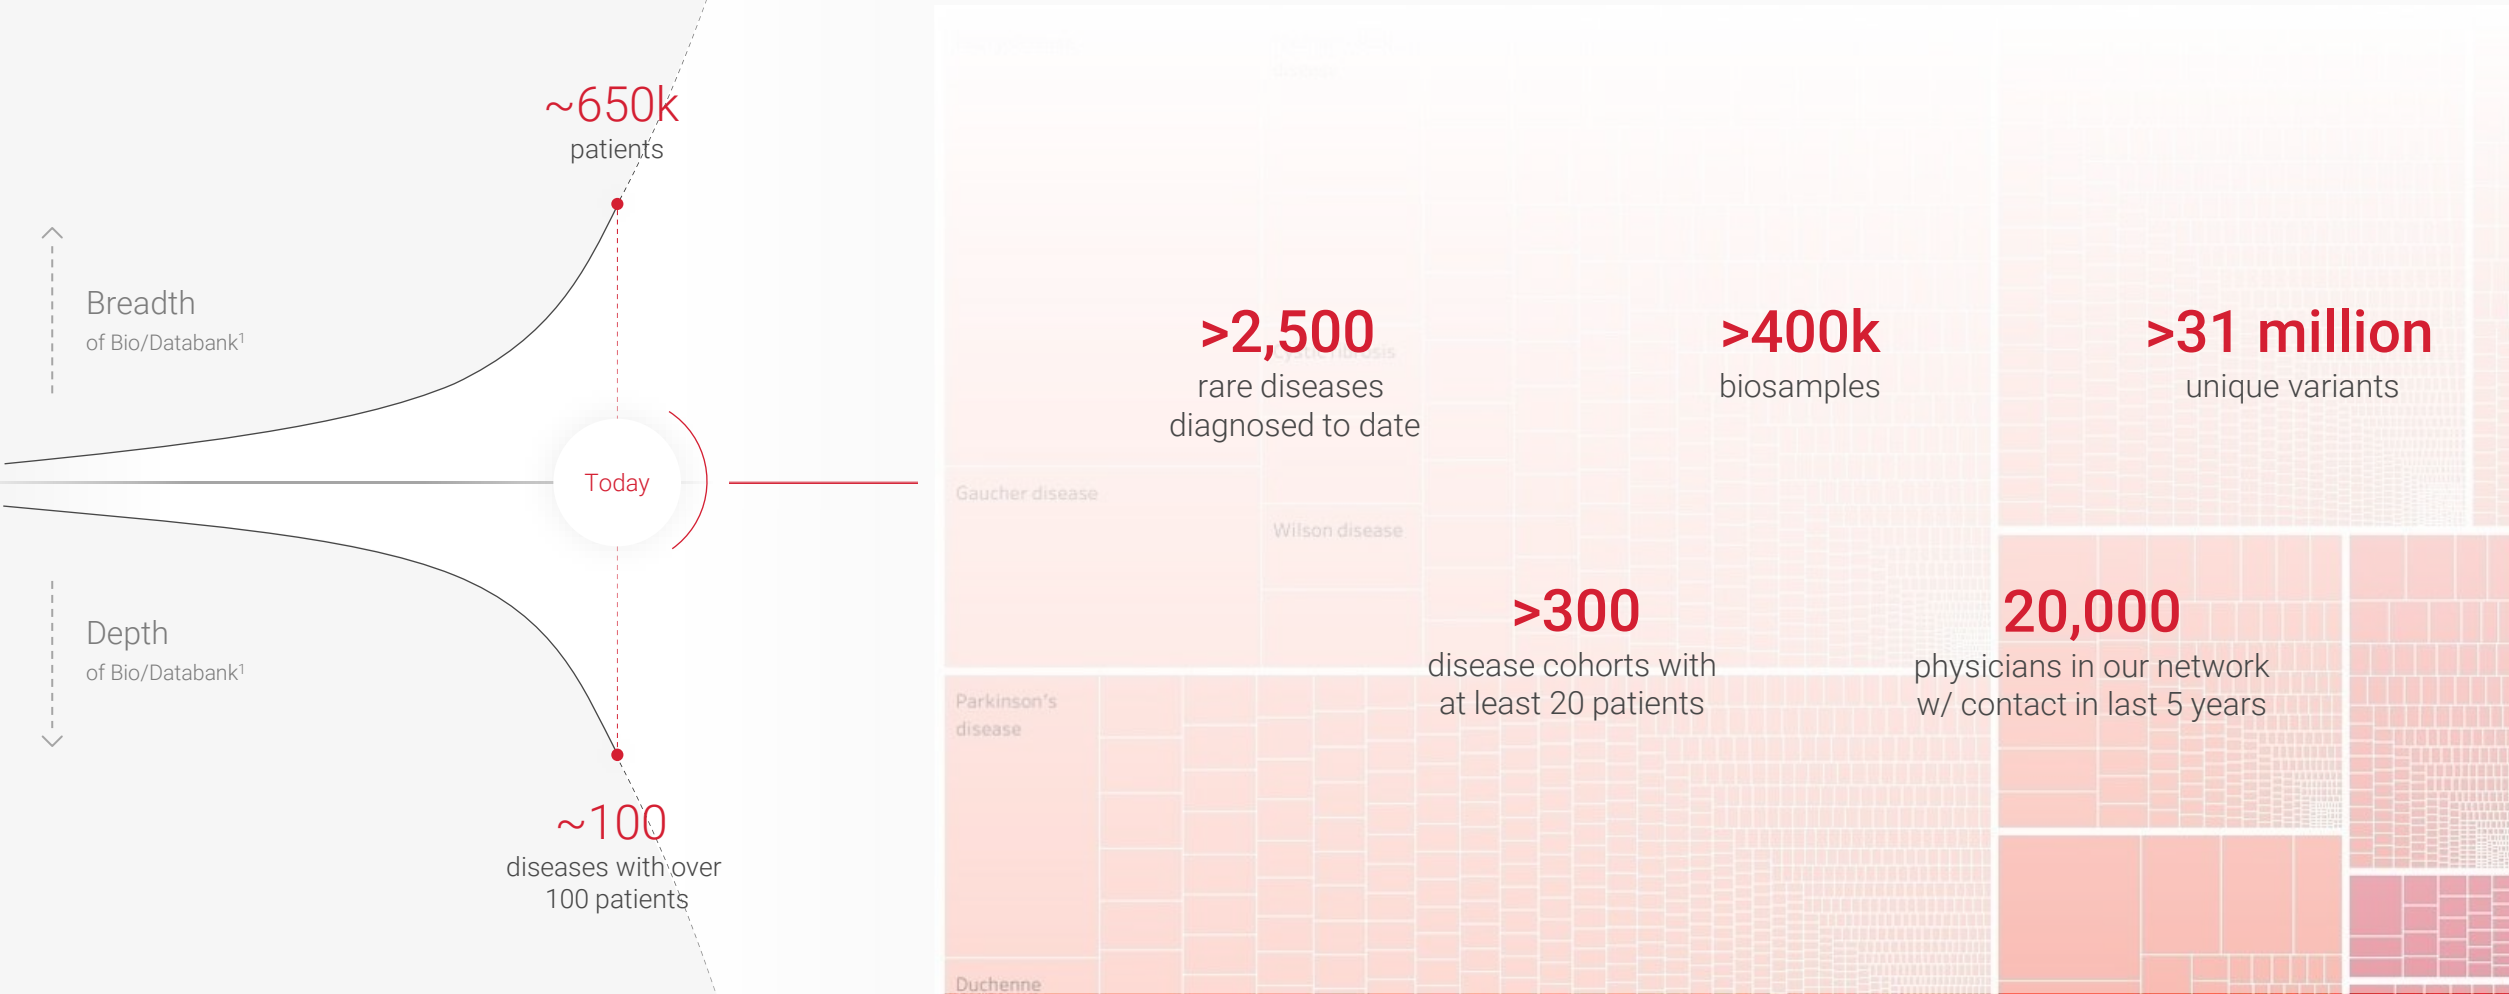 ~650k
patients
Breadth
of Bio/Databank¹
Today
Depth
of Bio/Databank¹
~100
diseases with over
100 patients
>2,500
rare diseases
diagnosed to date
>400k
biosamples
>31 million
unique variants
>300
disease cohorts with
at least 20 patients
20,000
physicians in our network
w/ contact in last 5 years
Cystic fibrosis
Gaucher disease
Wilson disease
Parkinson's
disease
Duchenne